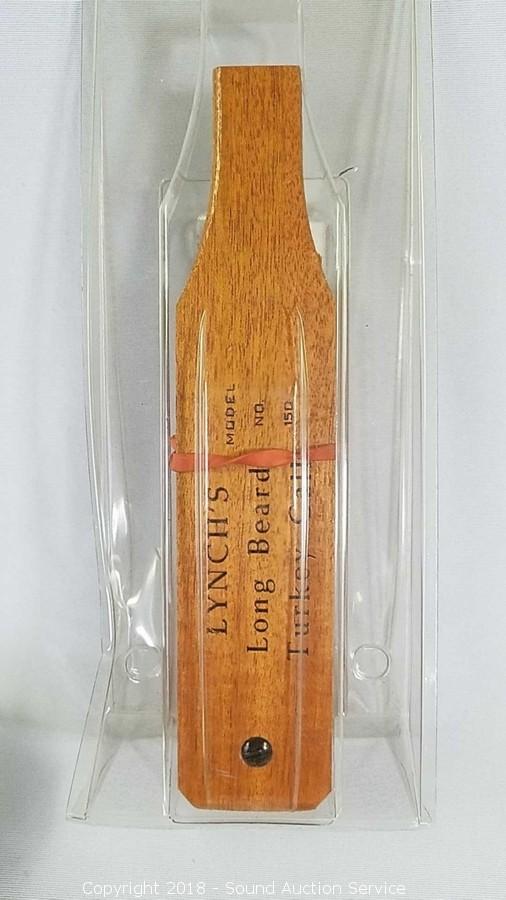 LYNCH'S
Long Beard
Turkey Call
MODEL
NO.
150
Copyright 2018 - Sound Auction Service